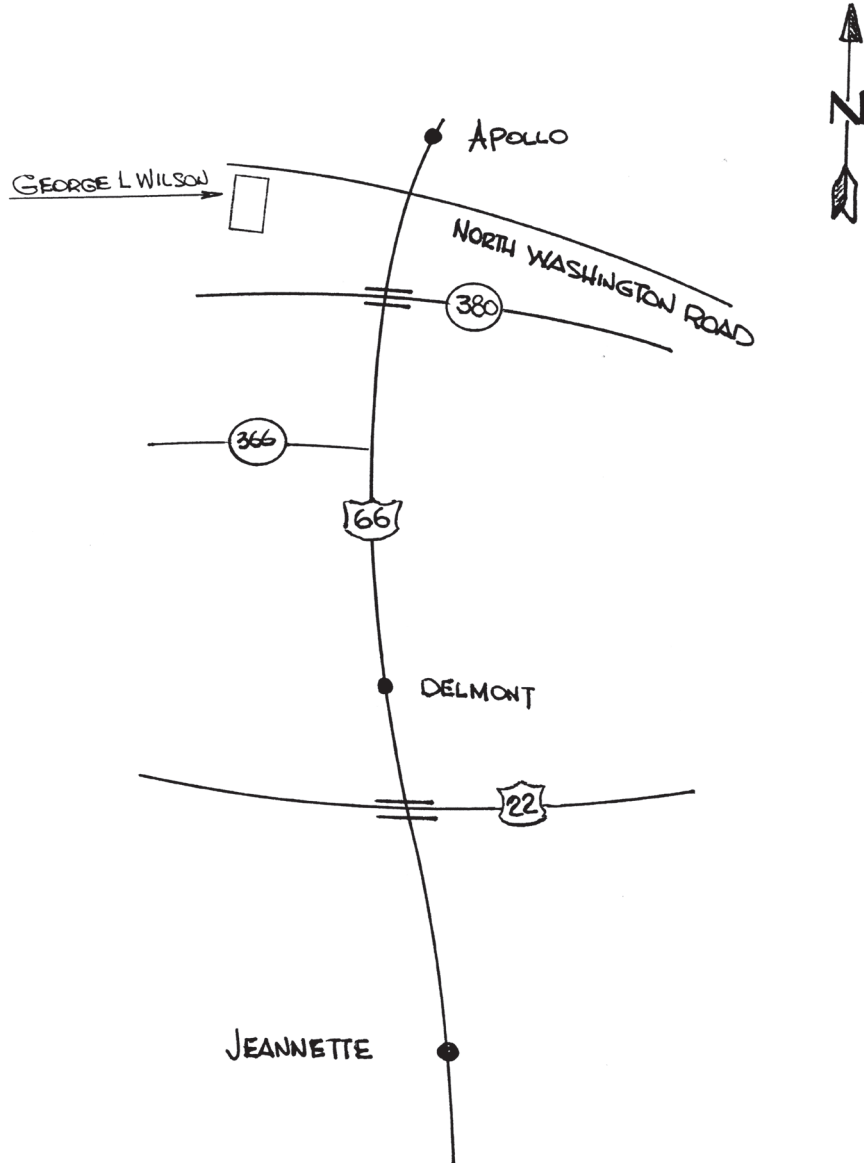 N
APOLLO
GEORGE L WILSON
NORTH WASHINGTON ROAD
380
366
66
DELMONT
22
JEANNETTE